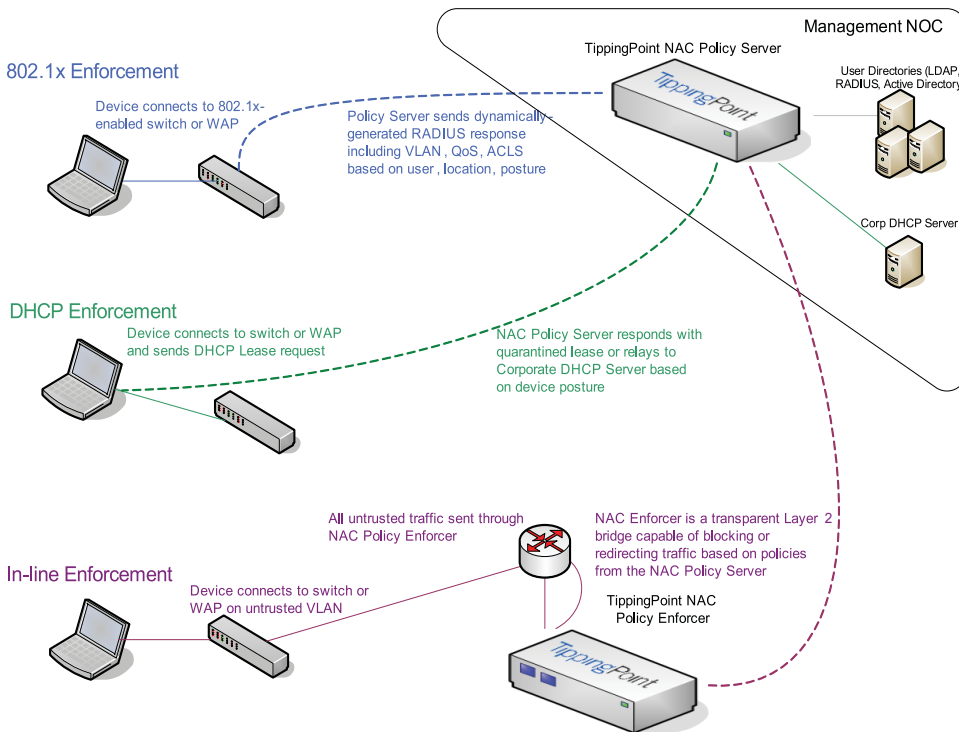 Management NOC
TippingPoint NAC Policy Server
User Directories (LDAP,
RADIUS, Active Directory)
TippingPoint
802.1x Enforcement
Device connects to 802.1x-
enabled switch or WAP
Policy Server sends dynamically-
generated RADIUS response
including VLAN, QoS, ACLS
based on user, location, posture
Corp DHCP Server
DHCP Enforcement
Device connects to switch or WAP
and sends DHCP Lease request
NAC Policy Server responds with
quarantined lease or relays to
Corporate DHCP Server based
on device posture
All untrusted traffic sent through
NAC Policy Enforcer
NAC Enforcer is a transparent Layer 2
bridge capable of blocking or
redirecting traffic based on policies
from the NAC Policy Server
In-line Enforcement
Device connects to switch or
WAP on untrusted VLAN
TippingPoint NAC
Policy Enforcer
TippingPoint